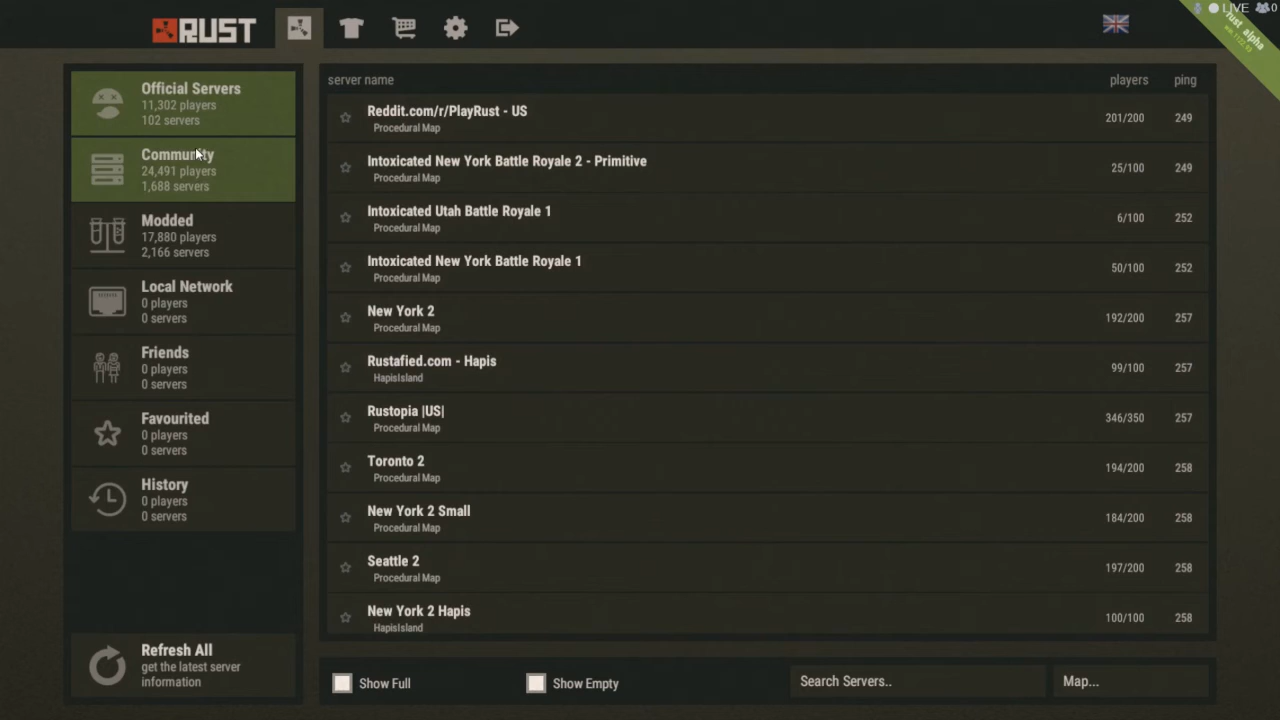 RUST
LIVE 0
rust alpha
Official Servers
11,302 players
102 servers
Community
24,491 players
1,688 servers
Modded
17,880 players
2,166 servers
Local Network
0 players
0 servers
Friends
0 players
0 servers
Favourited
0 players
0 servers
History
0 players
0 servers
Refresh All
get the latest server
information
server name players ping
Reddit.com/r/PlayRust - US 201/200 249
Procedural Map
Intoxicated New York Battle Royale 2 - Primitive 25/100 249
Procedural Map
Intoxicated Utah Battle Royale 1 6/100 252
Procedural Map
Intoxicated New York Battle Royale 1 50/100 252
Procedural Map
New York 2 192/200 257
Procedural Map
Rustafied.com - Hapis 99/100 257
HapisIsland
Rustopia |US| 346/350 257
Procedural Map
Toronto 2 194/200 258
Procedural Map
New York 2 Small 184/200 258
Procedural Map
Seattle 2 197/200 258
Procedural Map
New York 2 Hapis 100/100 258
HapisIsland
Show Full
Show Empty
Search Servers..
Map...